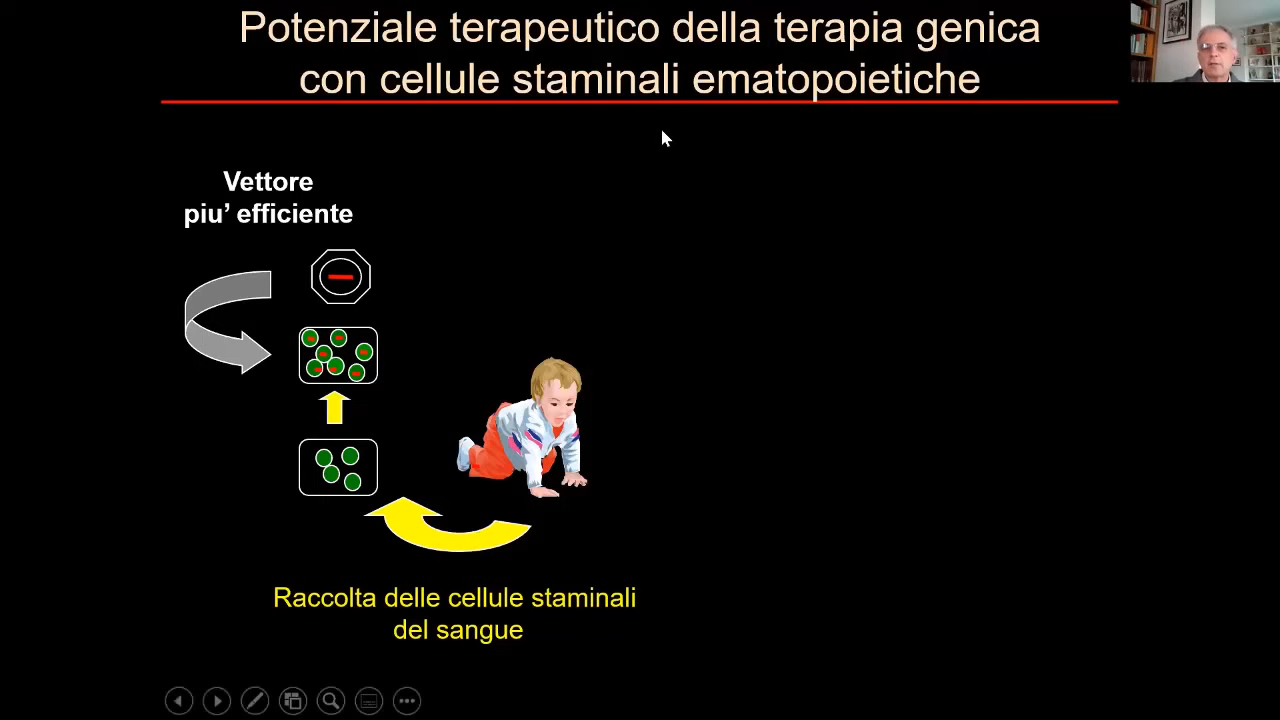 Potenziale terapeutico della terapia genica
con cellule staminali ematopoietiche
Vettore
piu’ efficiente
Raccolta delle cellule staminali
del sangue